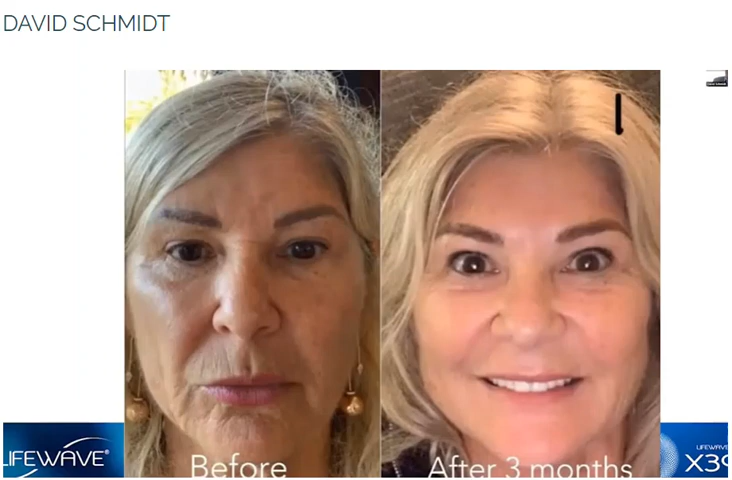 DAVID SCHMIDT
LIFEWAVE®
Before
After 3 months
LIFEWAVE
X39